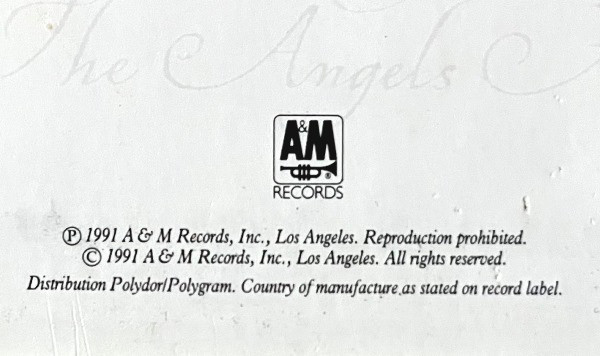 The Angels
A&M
®
RECORDS
Ⓟ 1991 A & M Records, Inc., Los Angeles. Reproduction prohibited.
© 1991 A & M Records, Inc., Los Angeles. All rights reserved.
Distribution Polydor/Polygram. Country of manufacture as stated on record label.